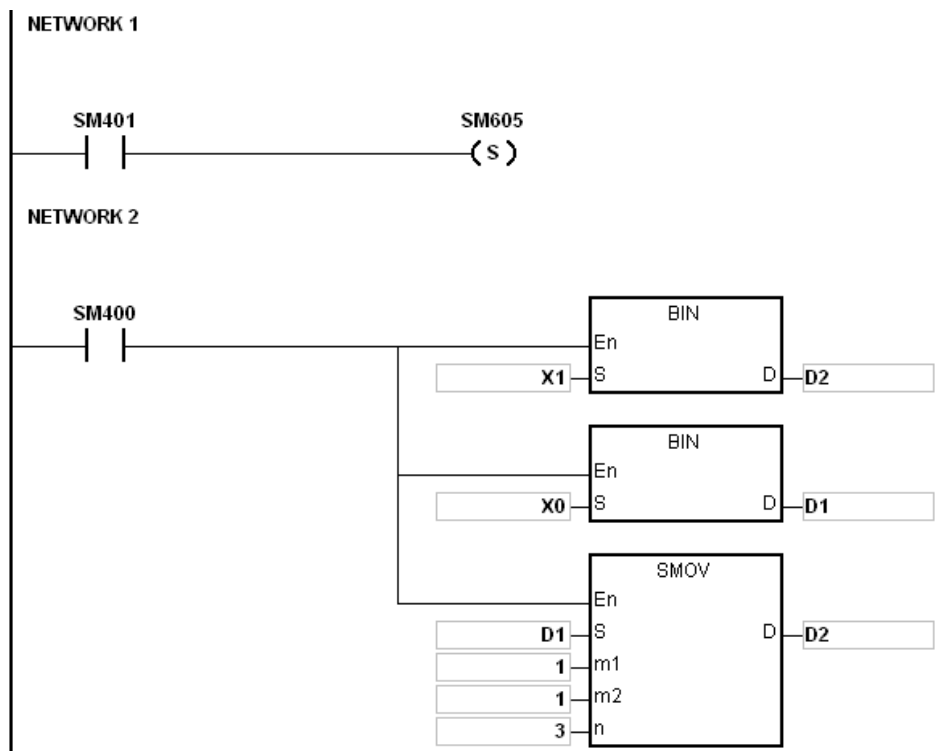 NETWORK 1
SM401 SM605
( S )
NETWORK 2
SM400
BIN
En
X1 S D D2
BIN
En
X0 S D D1
SMOV
En
D1 S D D2
1 m1
1 m2
3 n